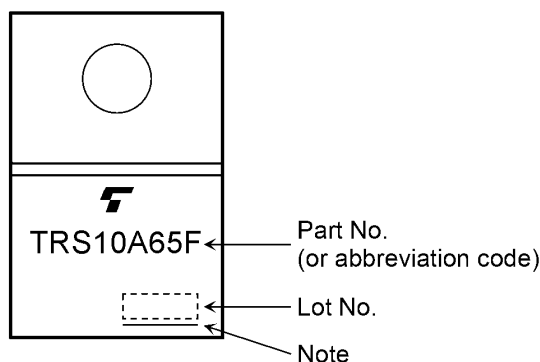 TRS10A65F
Part No.
(or abbreviation code)
Lot No.
Note